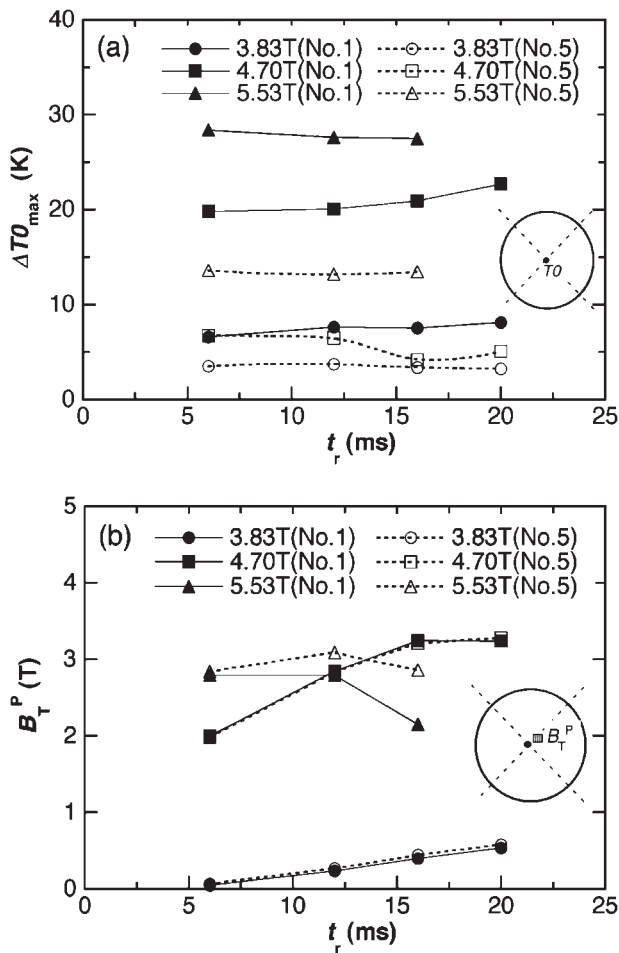 (a)
3.83T(No.1) 3.83T(No.5)
4.70T(No.1) 4.70T(No.5)
5.53T(No.1) 5.53T(No.5)
40
30
20
10
0
ΔT0max (K)
T0
0 5 10 15 20 25
tr (ms)
(b)
3.83T(No.1) 3.83T(No.5)
4.70T(No.1) 4.70T(No.5)
5.53T(No.1) 5.53T(No.5)
5
4
3
2
1
0
BTP (T)
BTP
0 5 10 15 20 25
tr (ms)